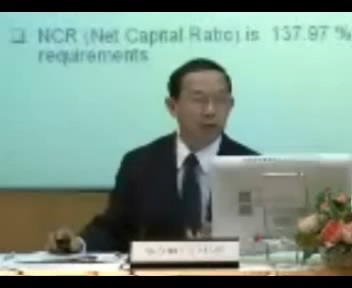 ❑ NCR (Net Capital Ratio) is 137.97 %
requirements